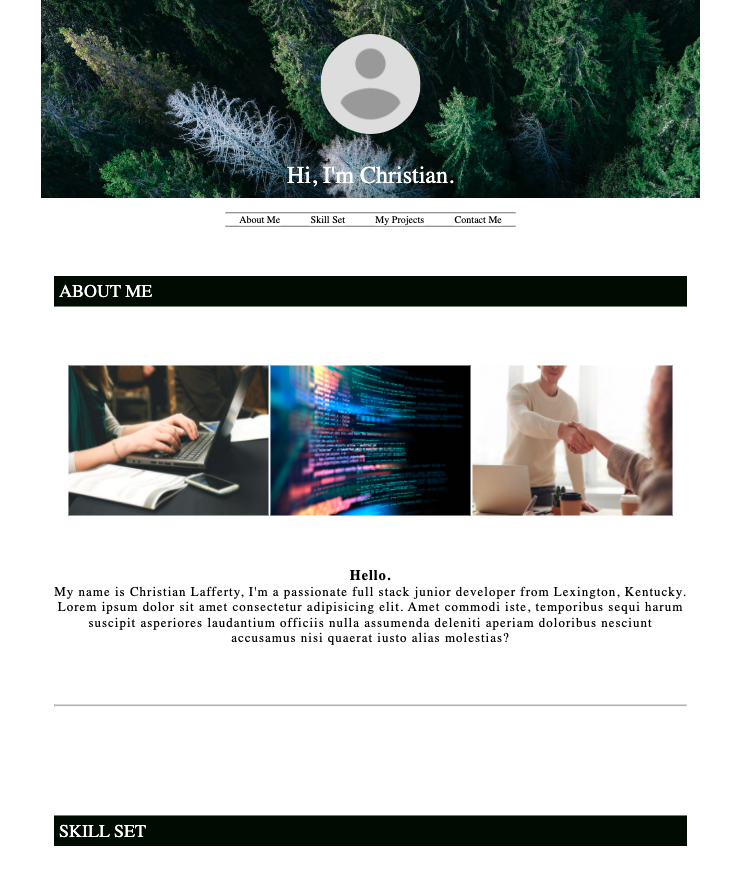 Hi, I'm Christian.
About Me Skill Set My Projects Contact Me
ABOUT ME
Hello.
My name is Christian Lafferty, I'm a passionate full stack junior developer from Lexington, Kentucky.
Lorem ipsum dolor sit amet consectetur adipisicing elit. Amet commodi iste, temporibus sequi harum
suscipit asperiores laudantium officiis nulla assumenda deleniti aperiam doloribus nesciunt
accusamus nisi quaerat iusto alias molestias?
SKILL SET